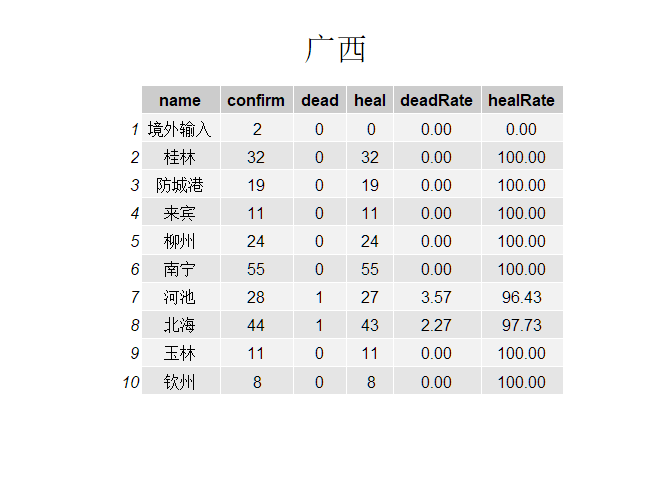 广西
name confirm dead heal deadRate healRate
1 境外输入 2 0 0 0.00 0.00
2 桂林 32 0 32 0.00 100.00
3 防城港 19 0 19 0.00 100.00
4 来宾 11 0 11 0.00 100.00
5 柳州 24 0 24 0.00 100.00
6 南宁 55 0 55 0.00 100.00
7 河池 28 1 27 3.57 96.43
8 北海 44 1 43 2.27 97.73
9 玉林 11 0 11 0.00 100.00
10 钦州 8 0 8 0.00 100.00